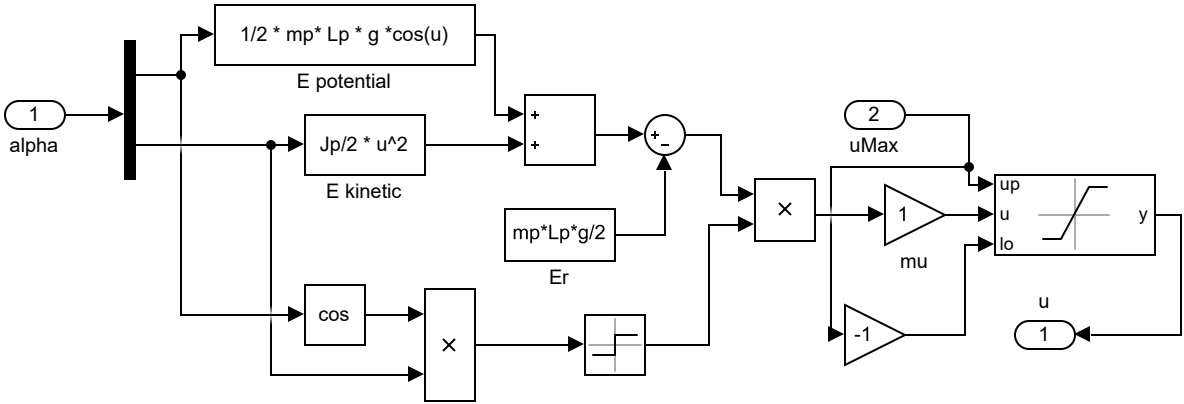 1/2 * mp* Lp * g *cos(u)
E potential
1
alpha
+
+
Jp/2 * u^2
E kinetic
+
−
2
uMax
mp*Lp*g/2
Er
×
1
mu
up
u
lo
y
cos
×
-1
u
1